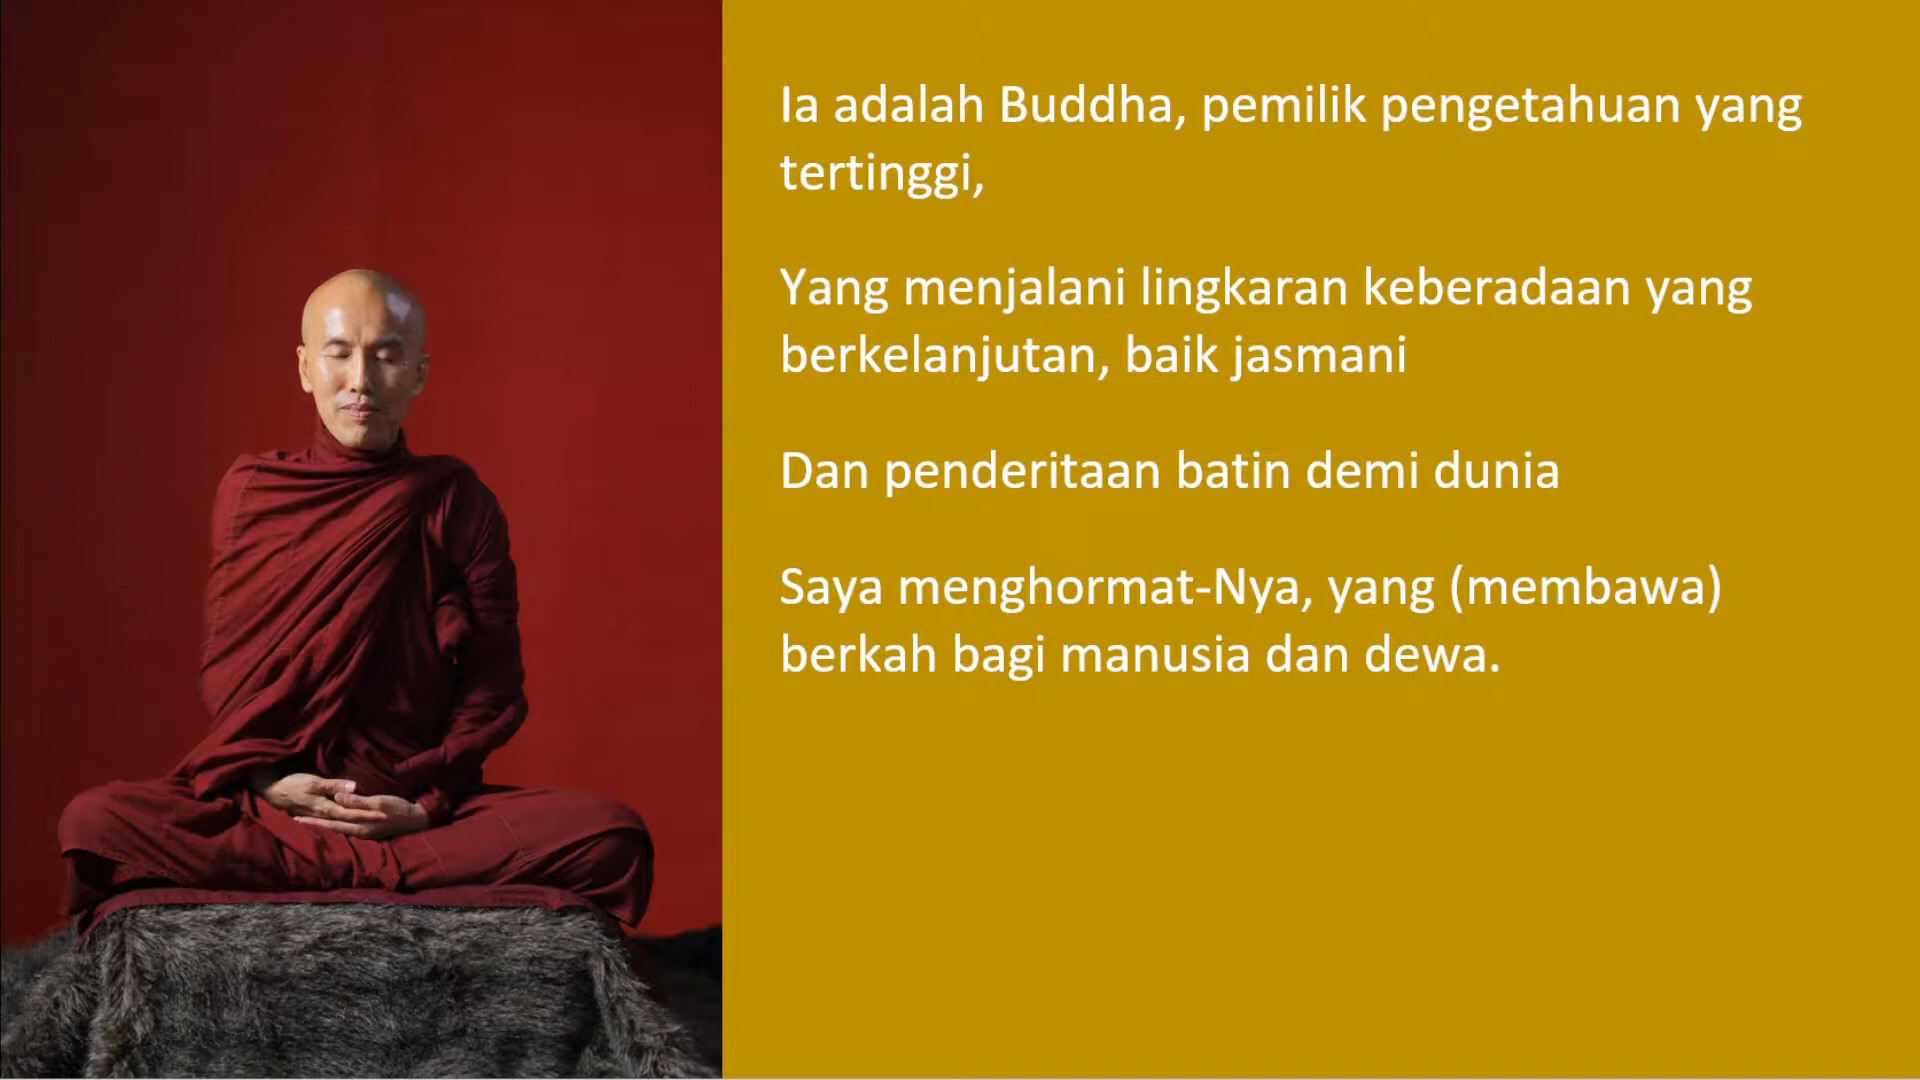 Ia adalah Buddha, pemilik pengetahuan yang
tertinggi,
Yang menjalani lingkaran keberadaan yang
berkelanjutan, baik jasmani
Dan penderitaan batin demi dunia
Saya menghormat-Nya, yang (membawa)
berkah bagi manusia dan dewa.